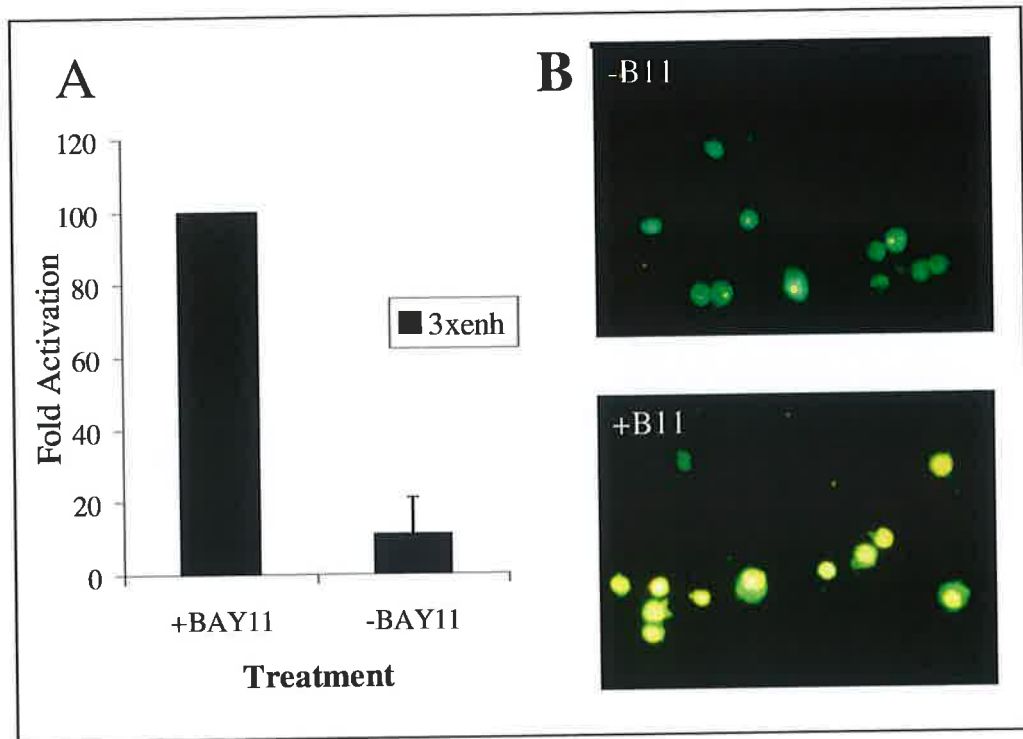 A
120
100
80
60
40
20
0
Fold Activation
3xenh
+BAY11
-BAY11
Treatment
B
-B11
+B11